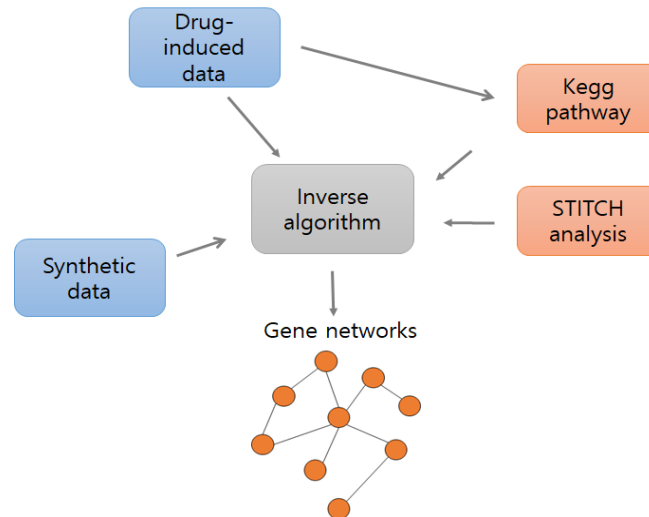 Drug-
induced
data
Kegg
pathway
Inverse
algorithm
STITCH
analysis
Synthetic
data
Gene networks